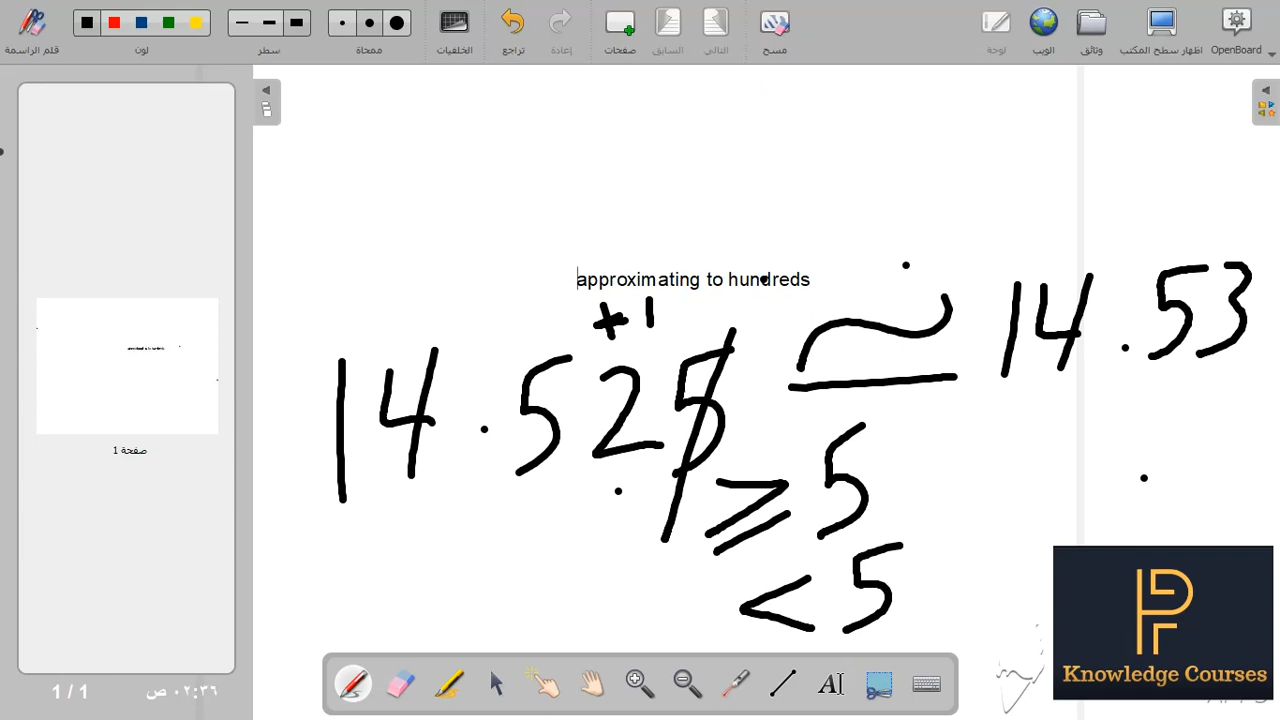 قلم الراسمة
لون
سطر
ممحاة
الخلفيات
تراجع
إعادة
صفحات
السابق
التالي
مسح
لوحة
الويب
وثائق
اظهار سطح المكتب
OpenBoard
approximating to hundreds
+1
14.525 ≃ 14.53
≥ 5
< 5
صفحة 1
1 / 1
٠٢:٣٦ ص
Knowledge Courses